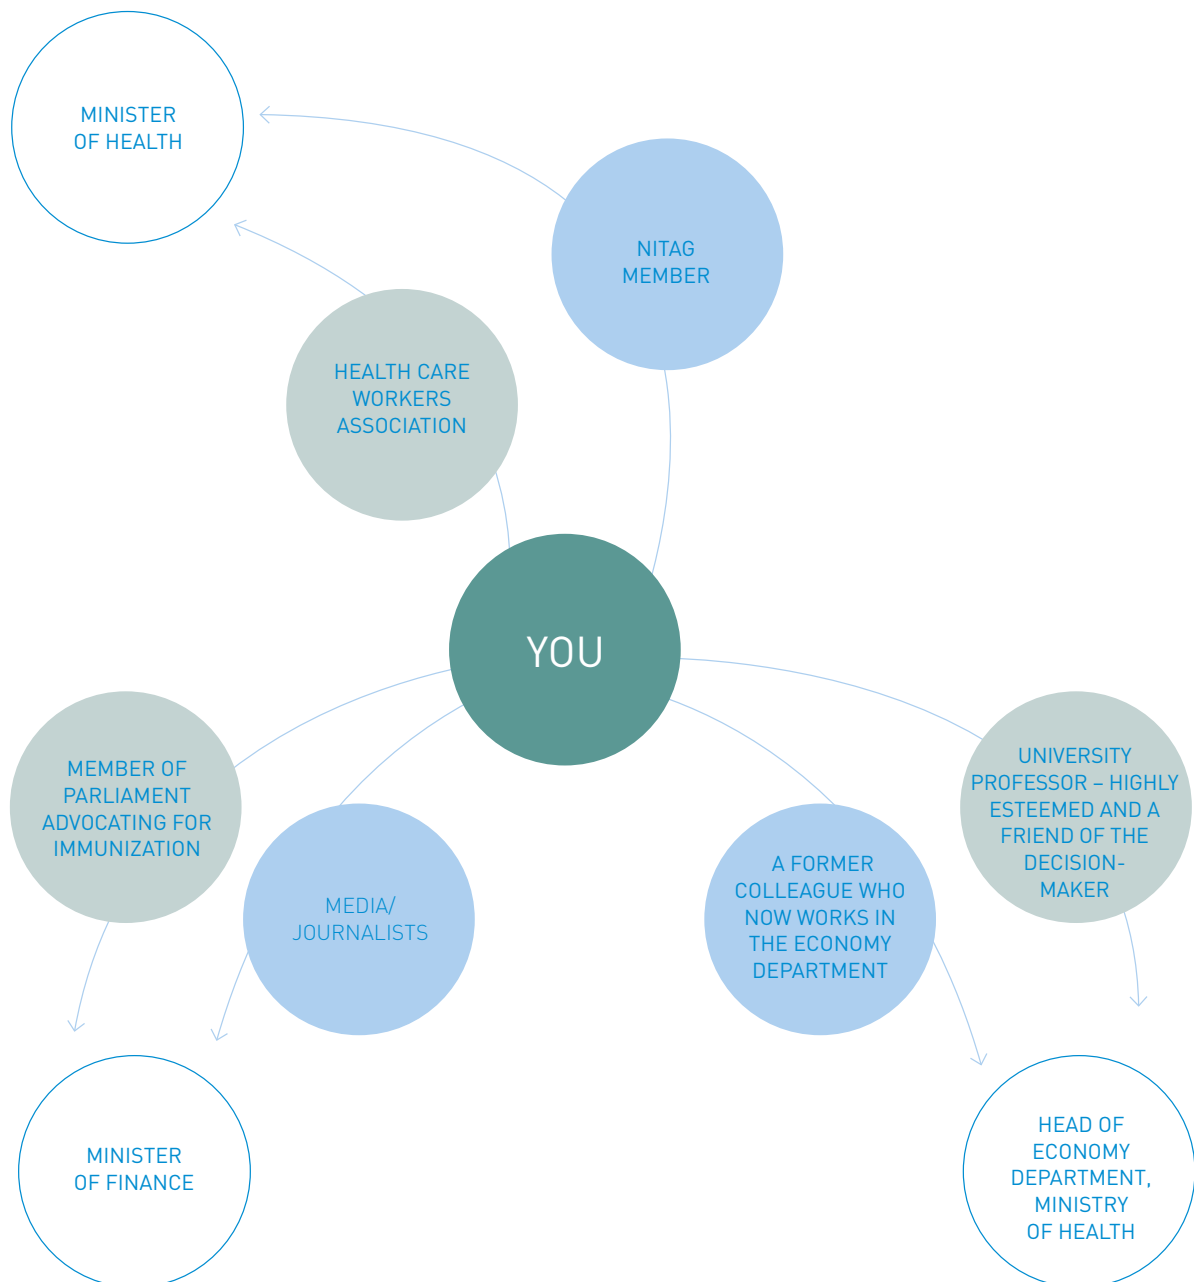 MINISTER
OF HEALTH
NITAG
MEMBER
HEALTH CARE
WORKERS
ASSOCIATION
YOU
MEMBER OF
PARLIAMENT
ADVOCATING FOR
IMMUNIZATION
MEDIA/
JOURNALISTS
A FORMER
COLLEAGUE WHO
NOW WORKS IN
THE ECONOMY
DEPARTMENT
UNIVERSITY
PROFESSOR – HIGHLY
ESTEEMED AND A
FRIEND OF THE
DECISION-
MAKER
MINISTER
OF FINANCE
HEAD OF
ECONOMY
DEPARTMENT,
MINISTRY
OF HEALTH